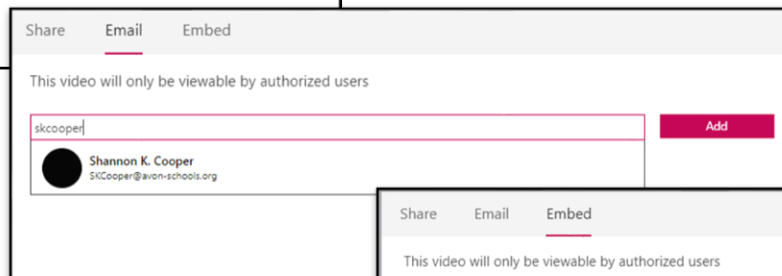 Share Email Embed
This video will only be viewable by authorized users
skcooper
Add
Shannon K. Cooper
SKCooper@avon-schools.org
Share Email Embed
This video will only be viewable by authorized users